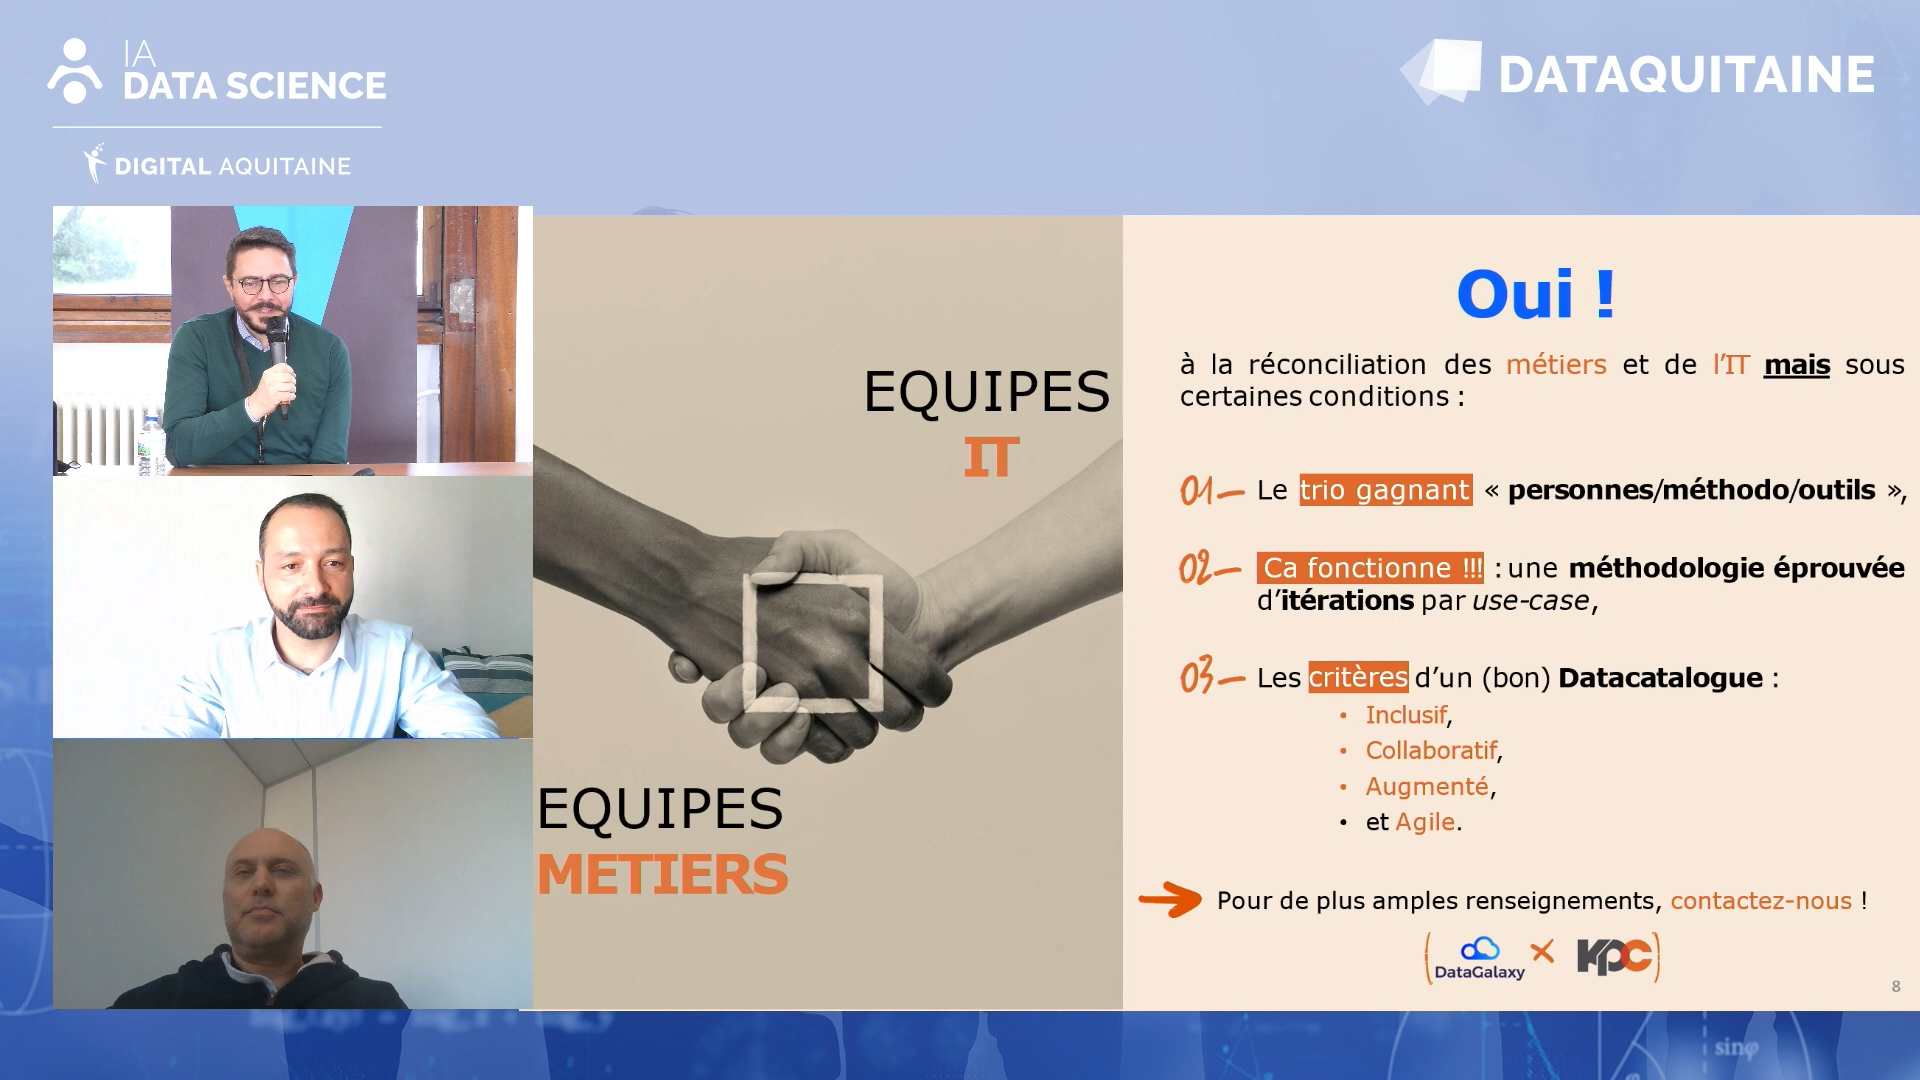 IA
DATA SCIENCE
DIGITAL AQUITAINE
DATAQUITAINE
EQUIPES
IT
EQUIPES
METIERS
Oui !
à la réconciliation des métiers et de l’IT mais sous
certaines conditions :
01 Le trio gagnant « personnes/méthodo/outils »,
02 Ca fonctionne !!! : une méthodologie éprouvée
d’itérations par use-case,
03 Les critères d’un (bon) Datacatalogue :
• Inclusif,
• Collaboratif,
• Augmenté,
• et Agile.
Pour de plus amples renseignements, contactez-nous !
DataGalaxy
KPC
8
sinφ